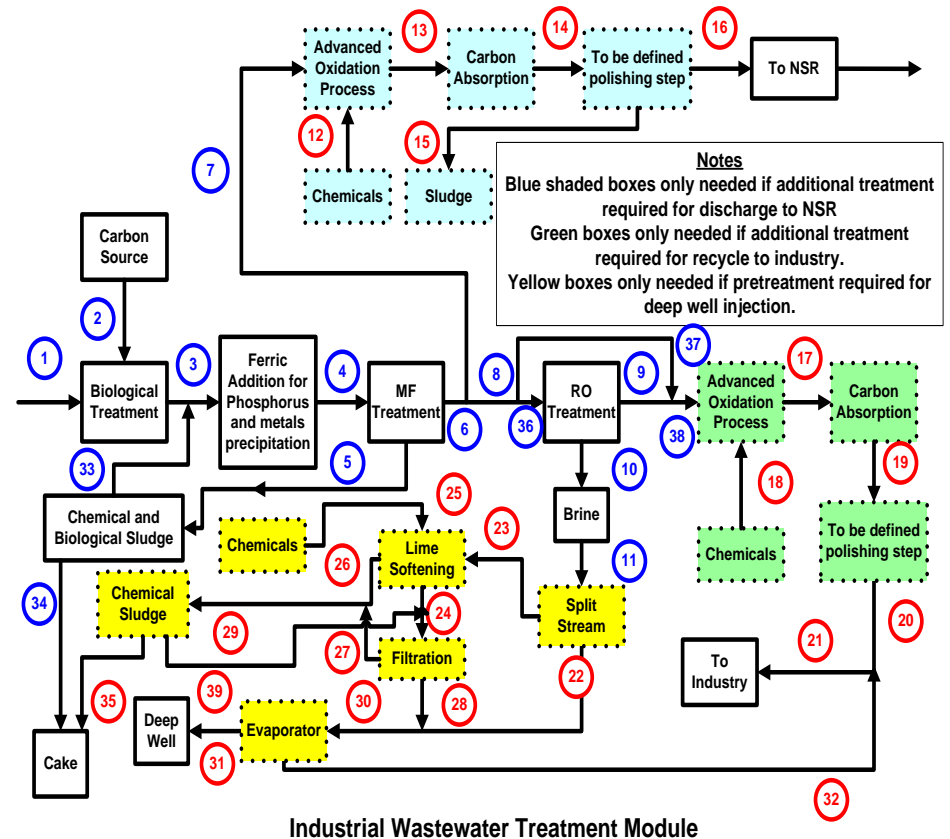 13
14
16
Advanced
Oxidation
Process
Carbon
Absorption
To be defined
polishing step
To NSR
12
15
7
Chemicals
Sludge
Notes
Blue shaded boxes only needed if additional treatment
required for discharge to NSR
Green boxes only needed if additional treatment
required for recycle to industry.
Yellow boxes only needed if pretreatment required for
deep well injection.
Carbon
Source
2
1
3
4
8
9
37
17
Biological
Treatment
Ferric
Addition for
Phosphorus
and metals
precipitation
MF
Treatment
RO
Treatment
Advanced
Oxidation
Process
Carbon
Absorption
6
36
38
33
5
10
18
19
Chemical and
Biological Sludge
25
23
Brine
Chemicals
Lime
Softening
26
11
Chemicals
To be defined
polishing step
34
Chemical
Sludge
29
24
Split
Stream
20
27
Filtration
22
21
To
Industry
35
39
30
28
Deep
Well
Evaporator
31
Cake
32
Industrial Wastewater Treatment Module